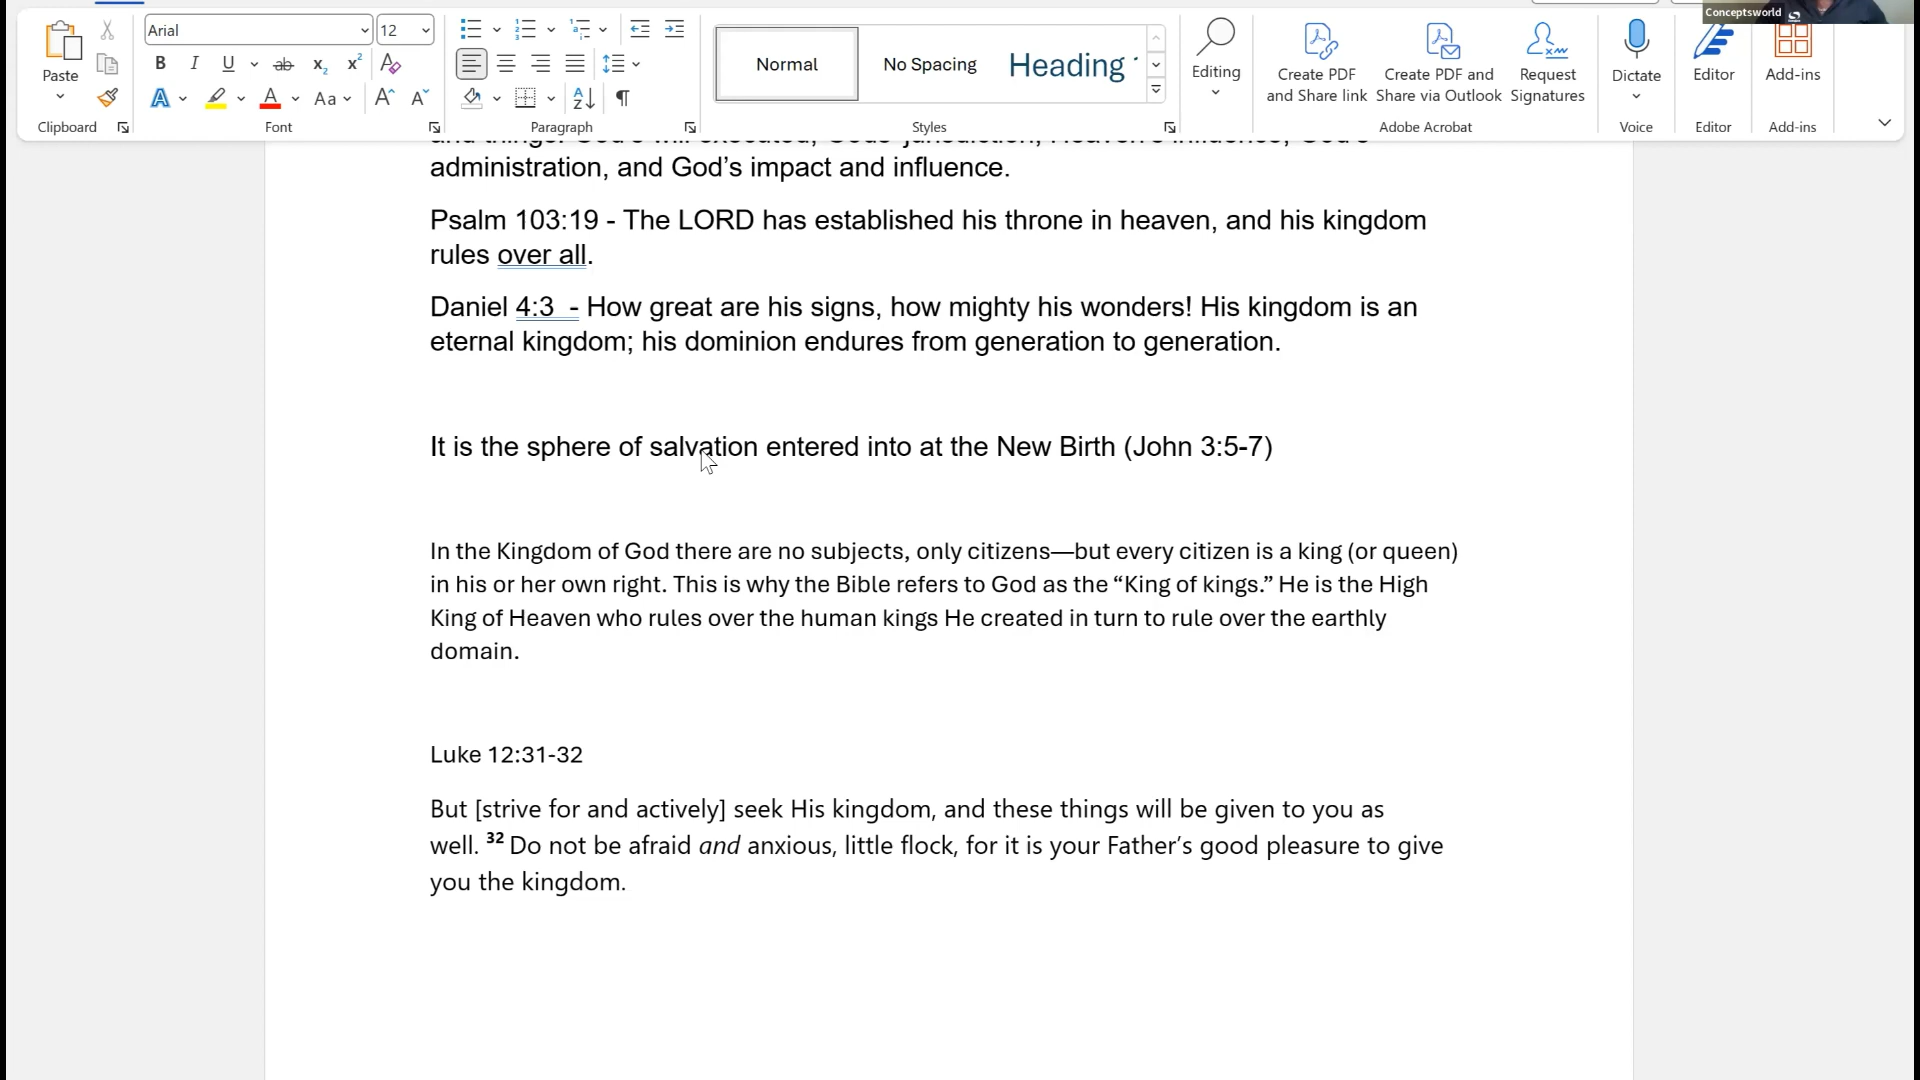 Conceptsworld
Arial
12
Paste
Normal
No Spacing
Heading
Editing
Create PDF
and Share link
Create PDF and
Share via Outlook
Request
Signatures
Dictate
Editor
Add-ins
Clipboard
Font
Paragraph
Styles
Adobe Acrobat
Voice
Editor
Add-ins
administration, and God’s impact and influence.
Psalm 103:19 - The LORD has established his throne in heaven, and his kingdom
rules over all.
Daniel 4:3  - How great are his signs, how mighty his wonders! His kingdom is an
eternal kingdom; his dominion endures from generation to generation.
It is the sphere of salvation entered into at the New Birth (John 3:5-7)
In the Kingdom of God there are no subjects, only citizens—but every citizen is a king (or queen)
in his or her own right. This is why the Bible refers to God as the “King of kings.” He is the High
King of Heaven who rules over the human kings He created in turn to rule over the earthly
domain.
Luke 12:31-32
But [strive for and actively] seek His kingdom, and these things will be given to you as
well. 32 Do not be afraid and anxious, little flock, for it is your Father’s good pleasure to give
you the kingdom.